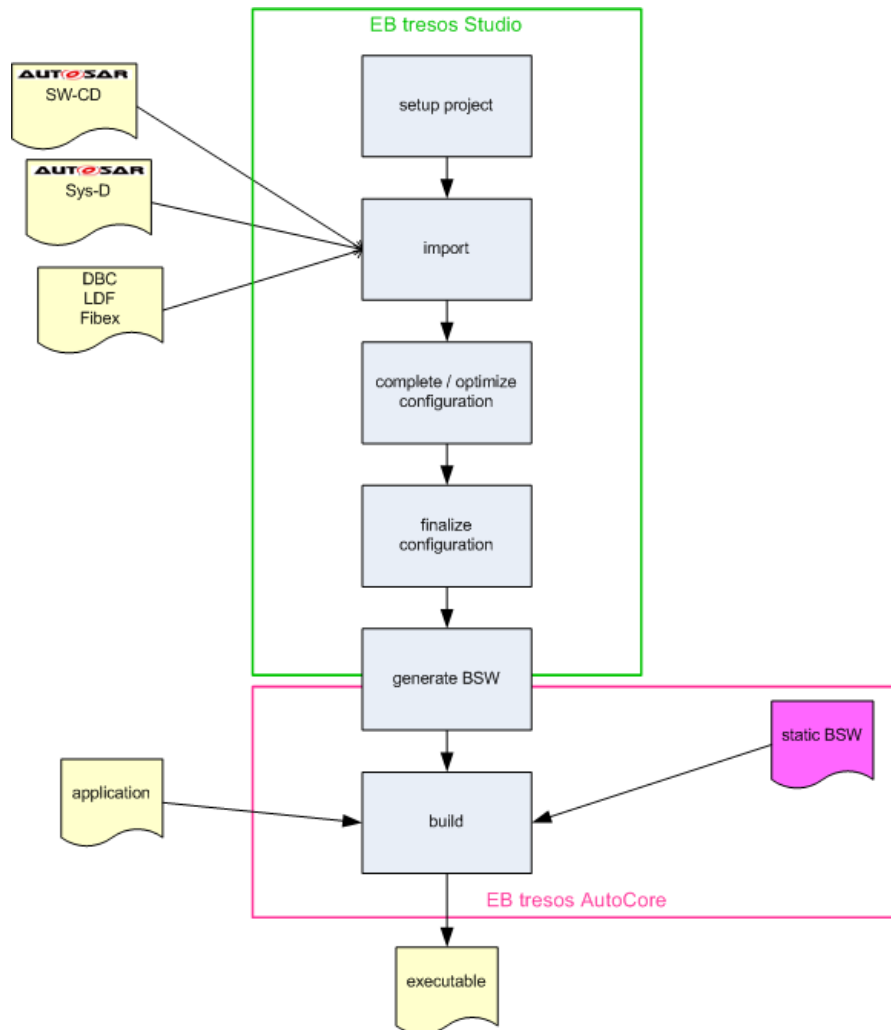 EB tresos Studio
AUTOSAR
SW-CD
setup project
AUTOSAR
Sys-D
import
DBC
LDF
Fibex
complete / optimize
configuration
finalize
configuration
generate BSW
static BSW
application
build
EB tresos AutoCore
executable